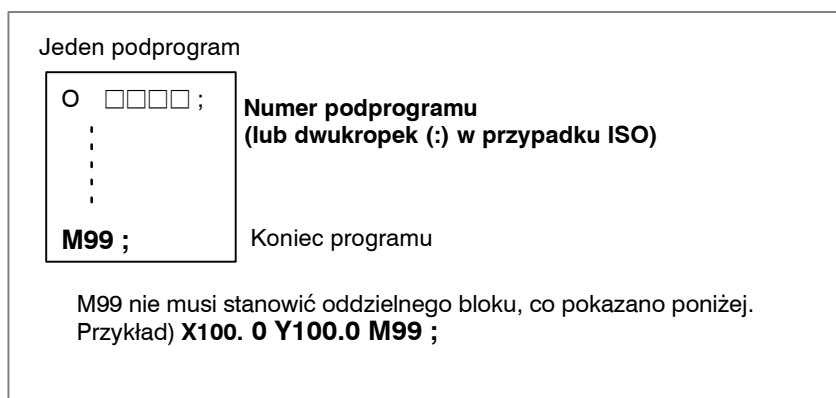 Jeden podprogram
O □□□□ ;
Numer podprogramu
(lub dwukropek (:) w przypadku ISO)
M99 ;
Koniec programu
M99 nie musi stanowić oddzielnego bloku, co pokazano poniżej.
Przykład) X100. 0 Y100.0 M99 ;